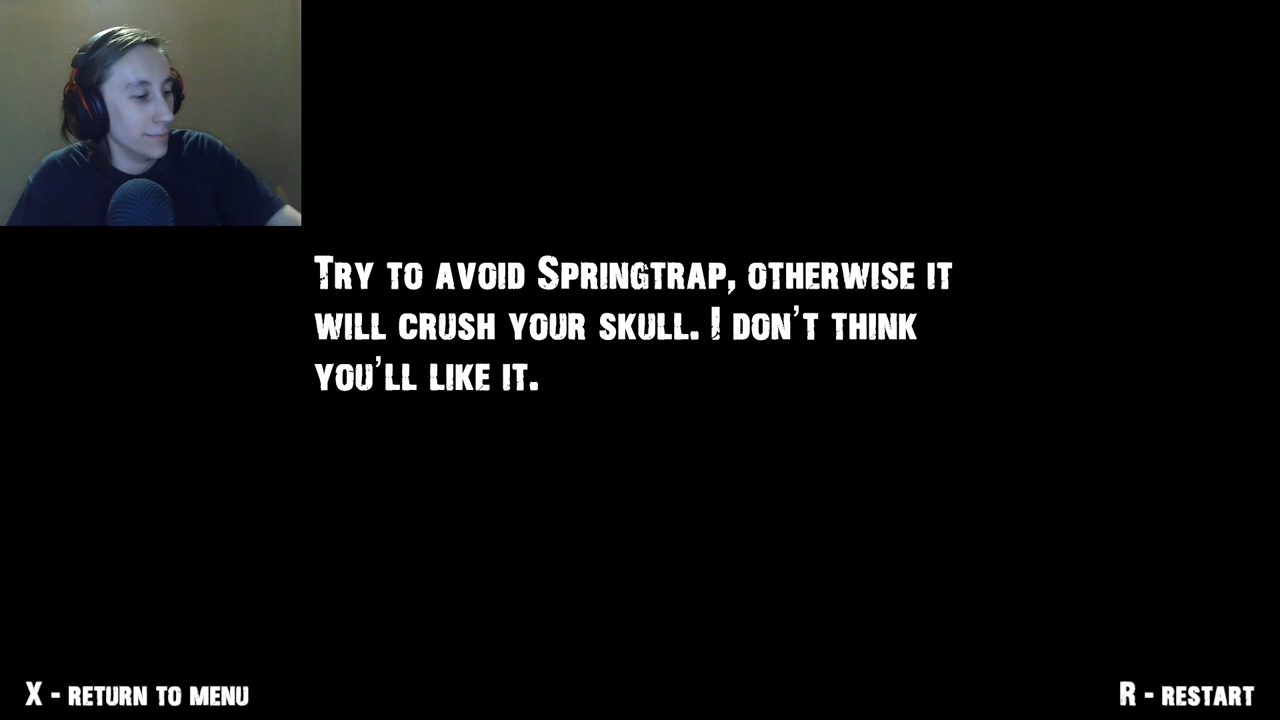 Try to avoid Springtrap, otherwise it
will crush your skull. I don't think
you'll like it.
X - return to menu
R - restart